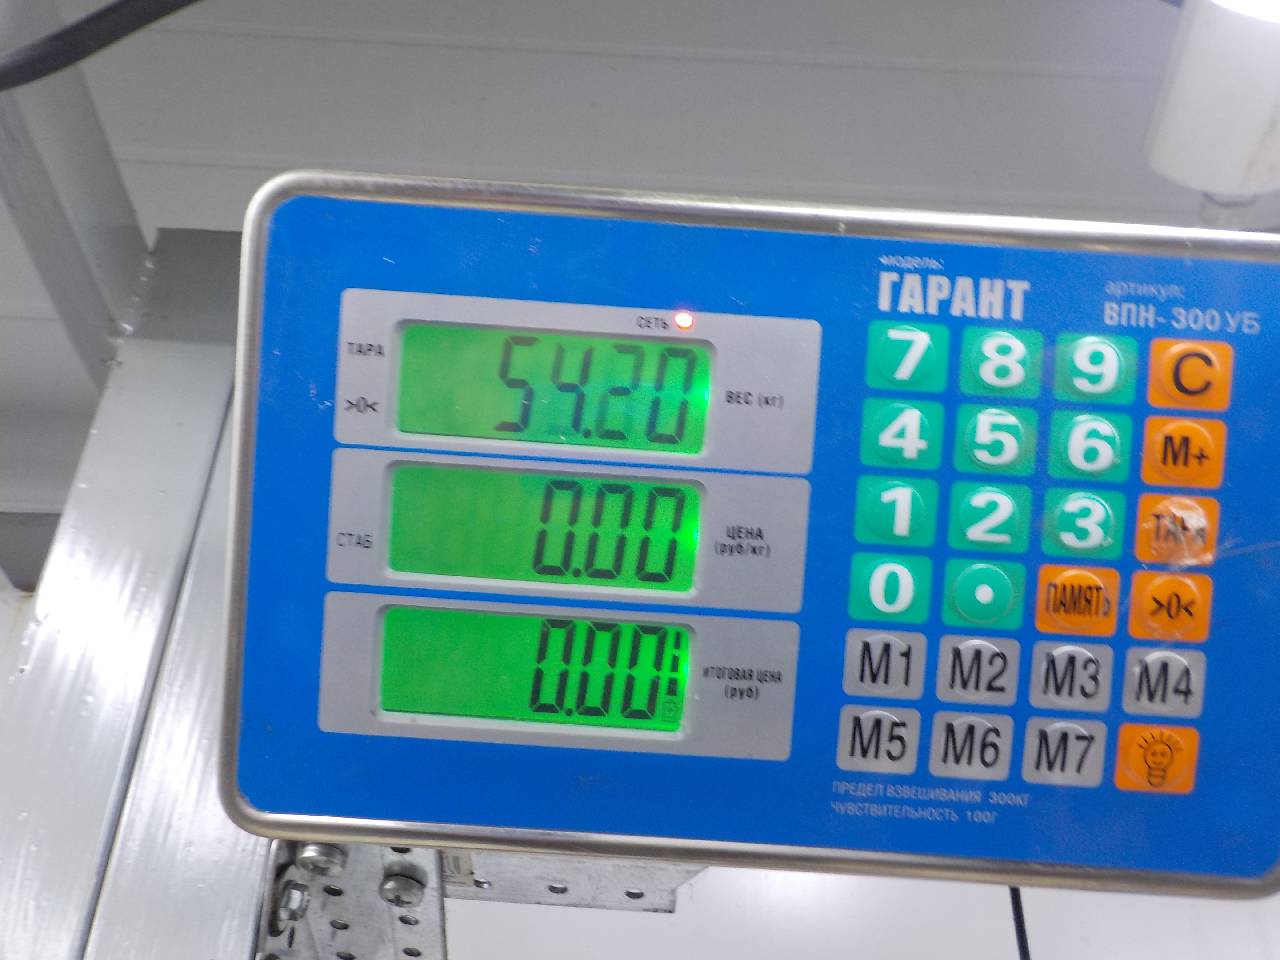 модель:
ГАРАНТ
артикул:
ВПН-300УБ
СЕТЬ
ТАРА
>0<
54.20
ВЕС (кг)
СТАБ
0.00
ЦЕНА
(руб/кг)
0.00
ИТОГОВАЯ ЦЕНА
(руб)
7 8 9 C
4 5 6 M+
1 2 3 ТАРА
0 . ПАМЯТЬ >0<
M1 M2 M3 M4
M5 M6 M7
ПРЕДЕЛ ВЗВЕШИВАНИЯ 300КГ
ЧУВСТВИТЕЛЬНОСТЬ 100Г